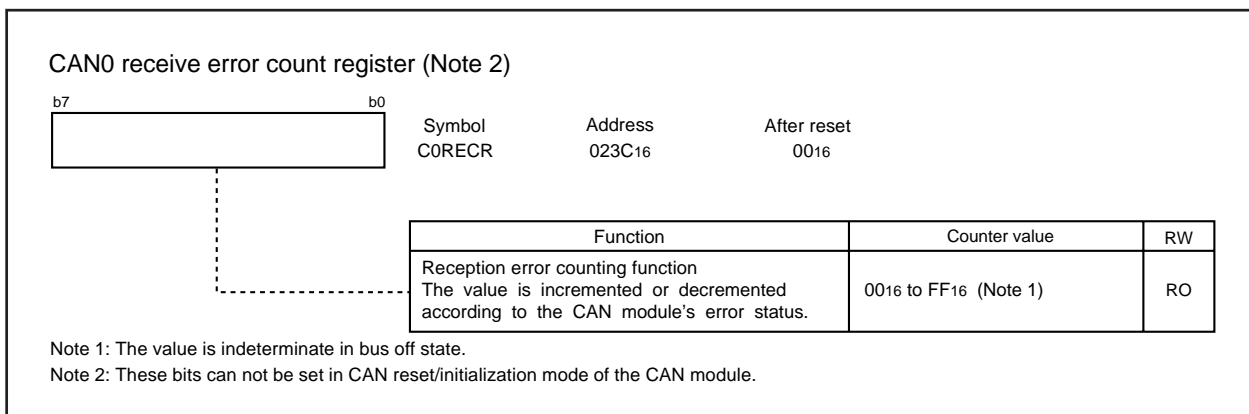 CAN0 receive error count register (Note 2)
b7 b0
Symbol Address After reset
C0RECR 023C16 0016
Function Counter value RW
Reception error counting function
The value is incremented or decremented
according to the CAN module's error status.
0016 to FF16 (Note 1) RO
Note 1: The value is indeterminate in bus off state.
Note 2: These bits can not be set in CAN reset/initialization mode of the CAN module.